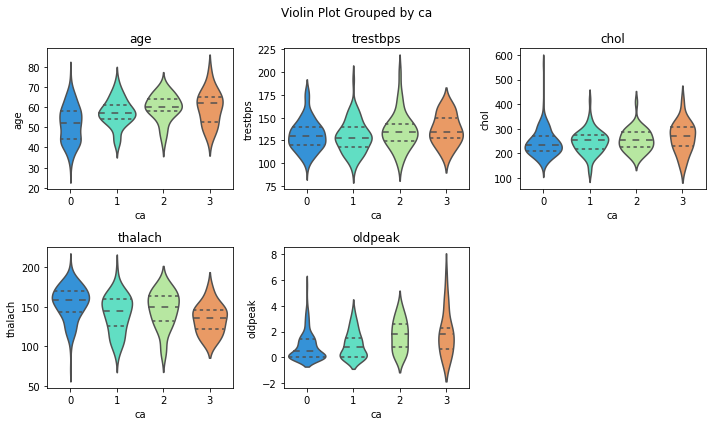 Violin Plot Grouped by ca
age
trestbps
chol
90
80
70
60
50
40
30
20
age
0 1 2 3
ca
225
200
175
150
125
100
75
trestbps
0 1 2 3
ca
600
500
400
300
200
100
chol
0 1 2 3
ca
thalach
oldpeak
200
150
100
50
thalach
0 1 2 3
ca
8
6
4
2
0
−2
oldpeak
0 1 2 3
ca